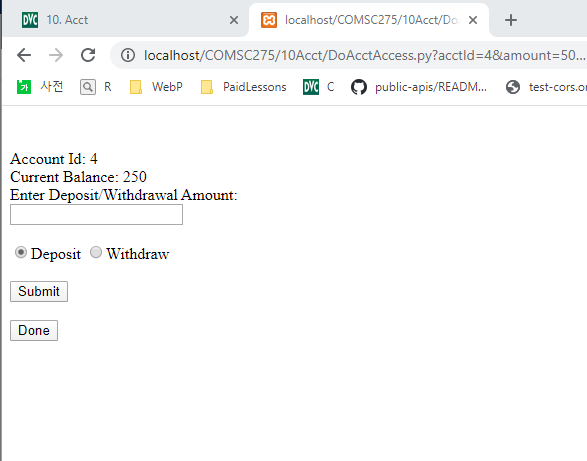 10. Acct
localhost/COMSC275/10Acct/Do
localhost/COMSC275/10Acct/DoAcctAccess.py?acctId=4&amount=50...
사전 R WebP PaidLessons DVC C public-apis/READM... test-cors.or
Account Id: 4
Current Balance: 250
Enter Deposit/Withdrawal Amount:
Deposit Withdraw
Submit
Done